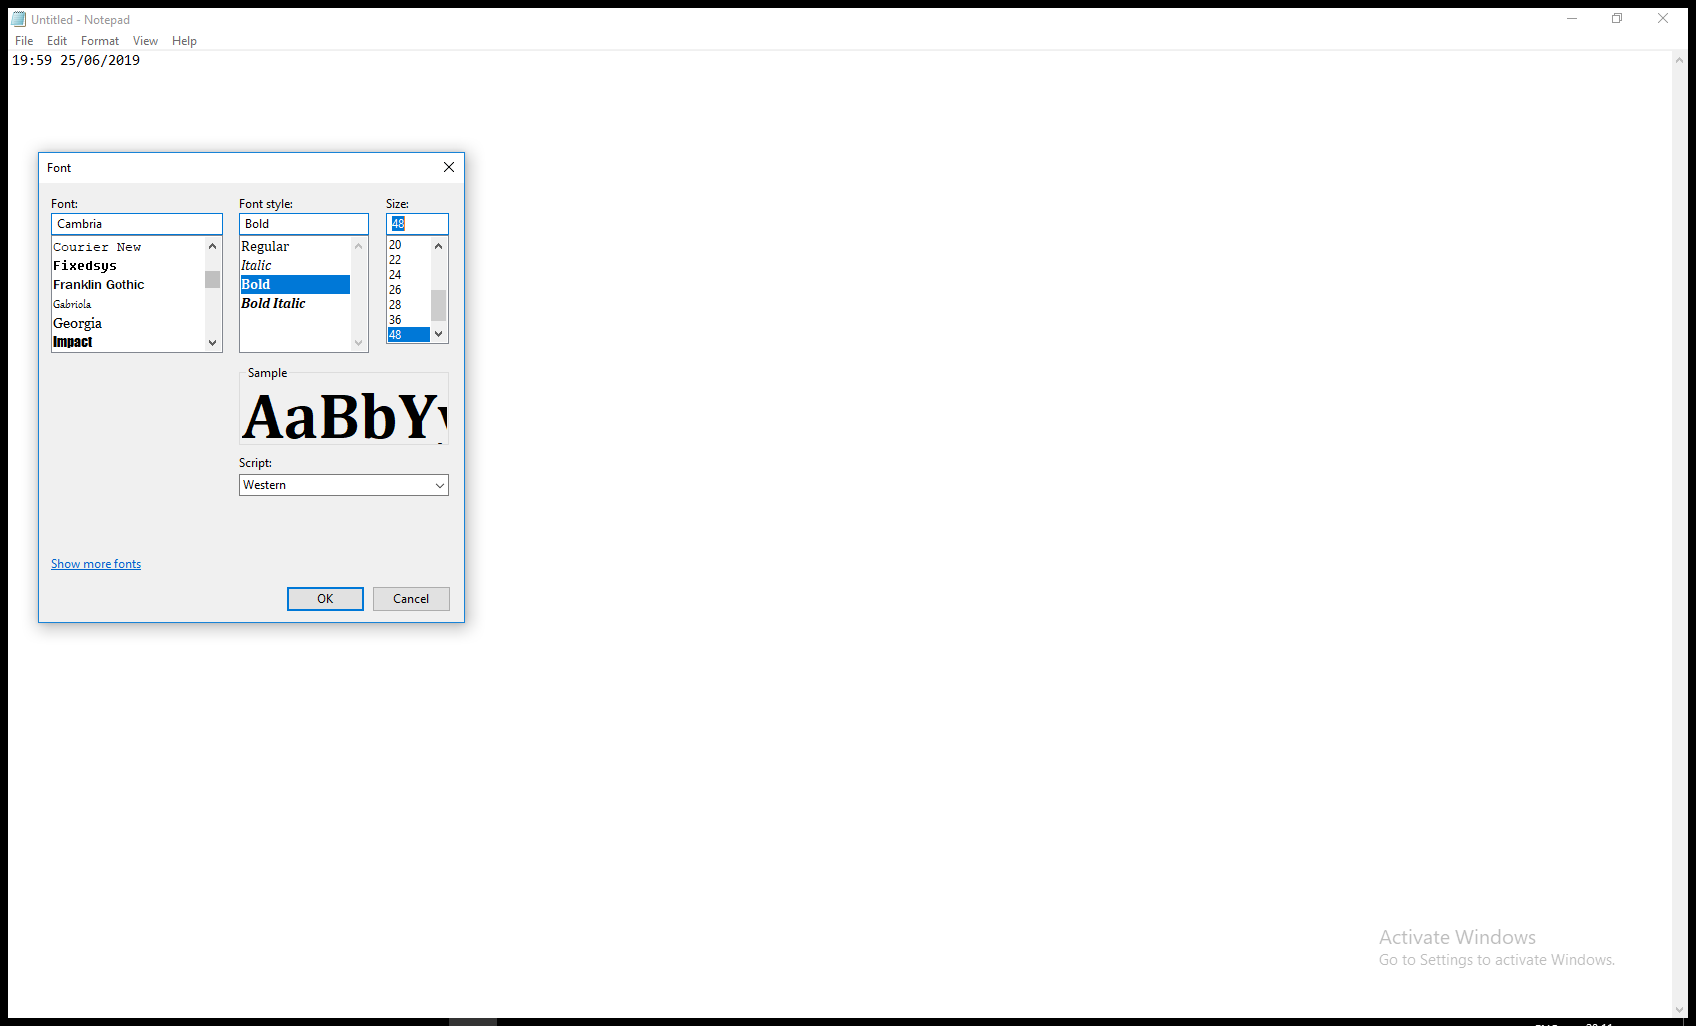 Untitled - Notepad
File Edit Format View Help
19:59 25/06/2019
Font
Font: Font style: Size:
Cambria Bold 48
Courier New
Fixedsys
Franklin Gothic
Gabriola
Georgia
Impact
Regular
Italic
Bold
Bold Italic
20
22
24
26
28
36
48
Sample
AaBbYy
Script:
Western
Show more fonts
OK Cancel
Activate Windows
Go to Settings to activate Windows.